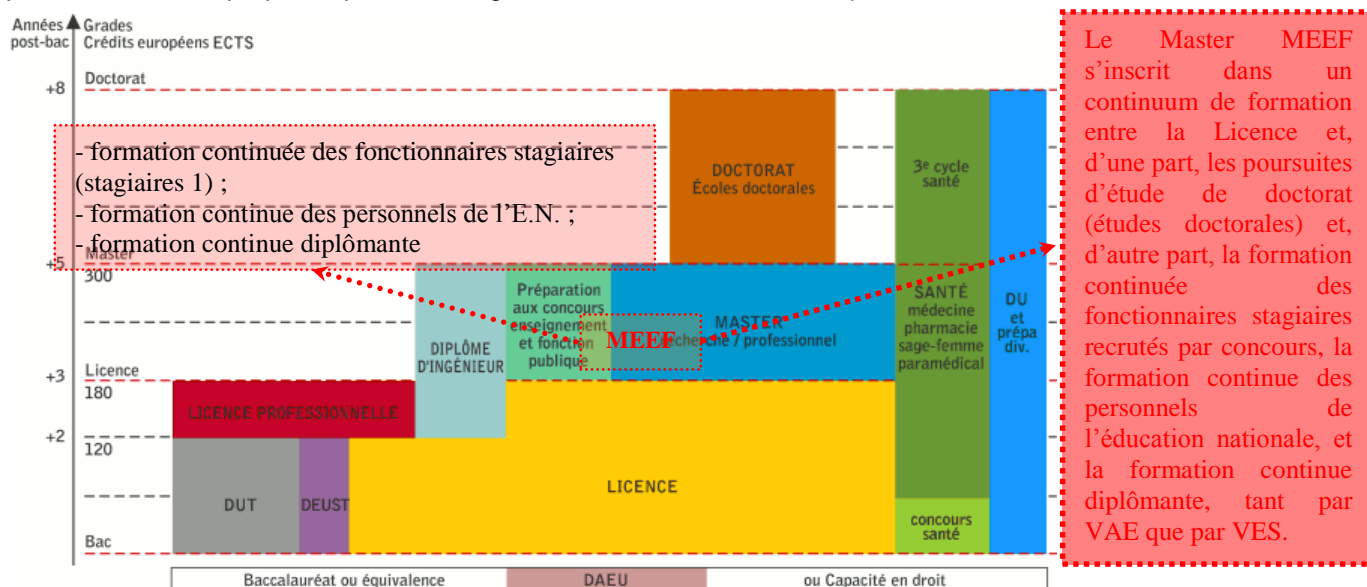 Années
post-bac
Grades
Crédits européens ECTS
Doctorat
+8
- formation continuée des fonctionnaires stagiaires
(stagiaires 1) ;
- formation continue des personnels de l'E.N. ;
- formation continue diplômante
DOCTORAT
Écoles doctorales
3e cycle
santé
Master
+5
300
Préparation
aux concours
enseignement
et fonction
publique
MEEF
MASTER
recherche / professionnel
SANTÉ
médecine
pharmacie
sage-femme
paramédical
DU
et
prépa
div.
DIPLÔME
D'INGÉNIEUR
Licence
+3
180
LICENCE PROFESSIONNELLE
+2
120
DUT
DEUST
LICENCE
concours
santé
Bac
Baccalauréat ou équivalence
DAEU
ou Capacité en droit
Le Master MEEF
s'inscrit dans un
continuum de formation
entre la Licence et,
d'une part, les poursuites
d'étude de doctorat
(études doctorales) et,
d'autre part, la formation
continuée des
fonctionnaires stagiaires
recrutés par concours, la
formation continue des
personnels de
l'éducation nationale, et
la formation continue
diplômante, tant par
VAE que par VES.